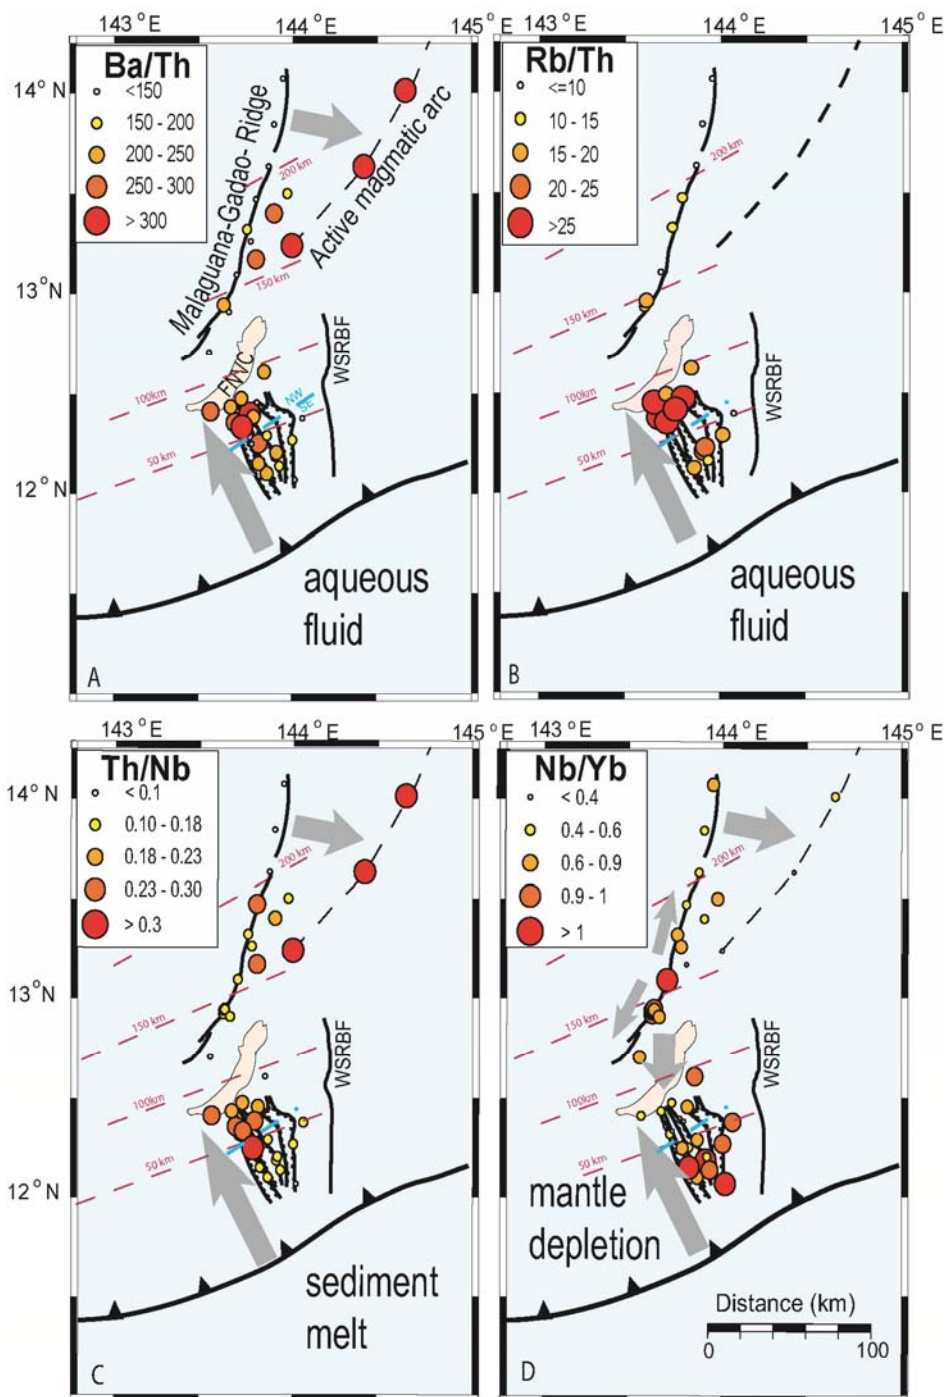 143 ° E
144 ° E
145 ° E
Ba/Th
<150
150 - 200
200 - 250
250 - 300
> 300
Malaguana-Gadao- Ridge
Active magmatic arc
200 km
150 km
100km
50 km
FNVC
NW
SE
WSRBF
14° N
13° N
12° N
aqueous
fluid
A
143 ° E
144 ° E
145 ° E
Rb/Th
<=10
10 - 15
15 - 20
20 - 25
>25
200 km
150 km
100km
50 km
WSRBF
aqueous
fluid
B
143 ° E
144 ° E
145 ° E
Th/Nb
< 0.1
0.10 - 0.18
0.18 - 0.23
0.23 - 0.30
> 0.3
200 km
150 km
100km
50 km
WSRBF
14° N
13° N
12° N
sediment
melt
C
143 ° E
144 ° E
145 ° E
Nb/Yb
< 0.4
0.4 - 0.6
0.6 - 0.9
0.9 - 1
> 1
200 km
150 km
100km
50 km
WSRBF
mantle
depletion
Distance (km)
0
100
D